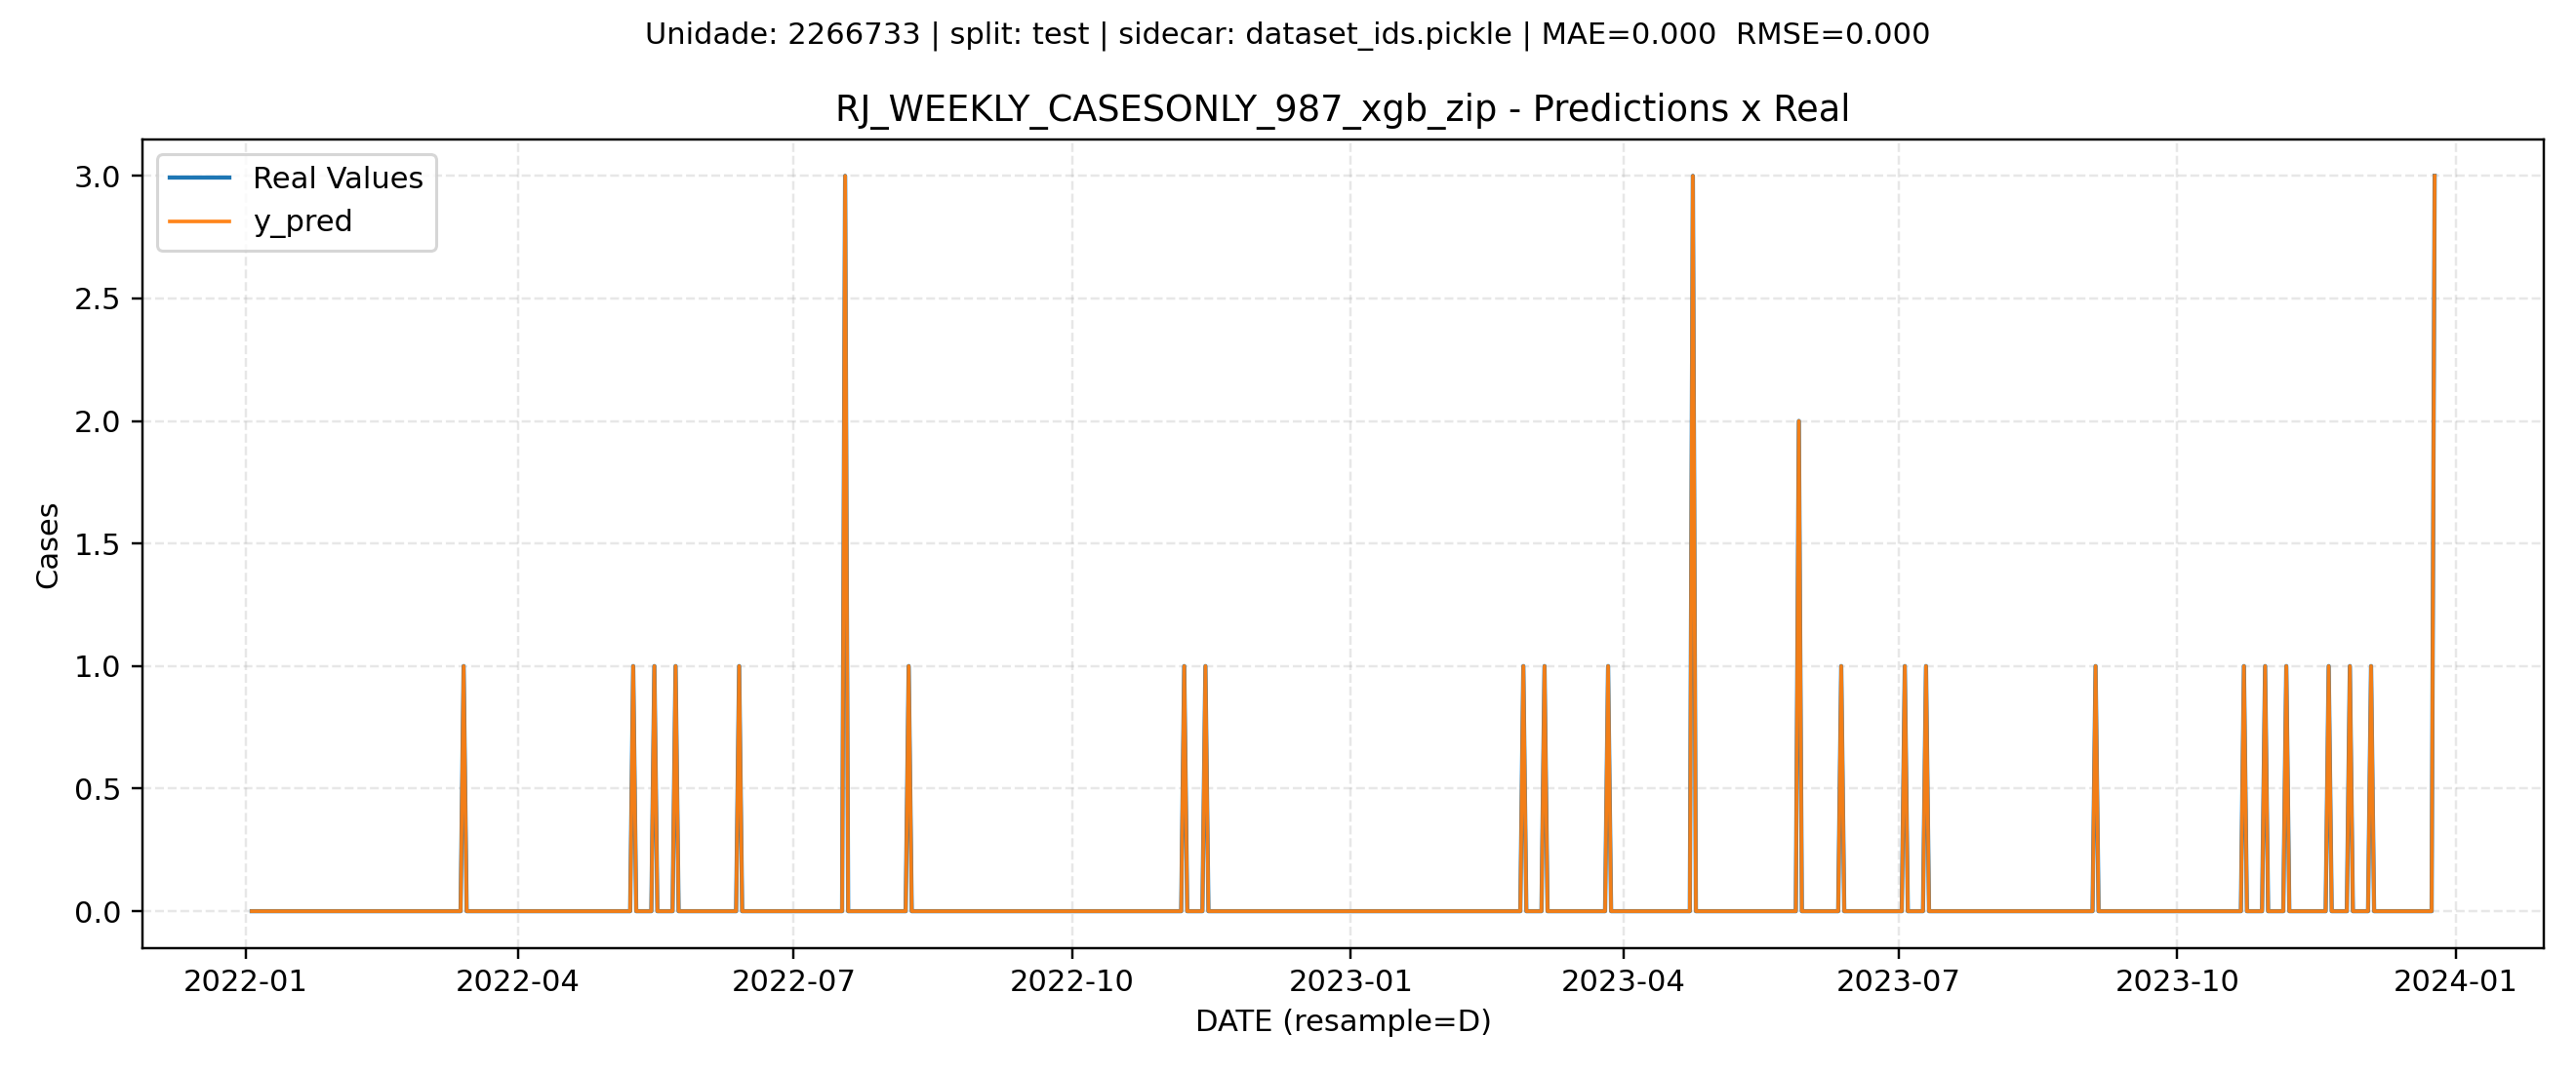 Unidade: 2266733 | split: test | sidecar: dataset_ids.pickle | MAE=0.000  RMSE=0.000
RJ_WEEKLY_CASESONLY_987_xgb_zip - Predictions x Real
Real Values
y_pred
3.0
2.5
2.0
1.5
1.0
0.5
0.0
Cases
2022-01 2022-04 2022-07 2022-10 2023-01 2023-04 2023-07 2023-10 2024-01
DATE (resample=D)